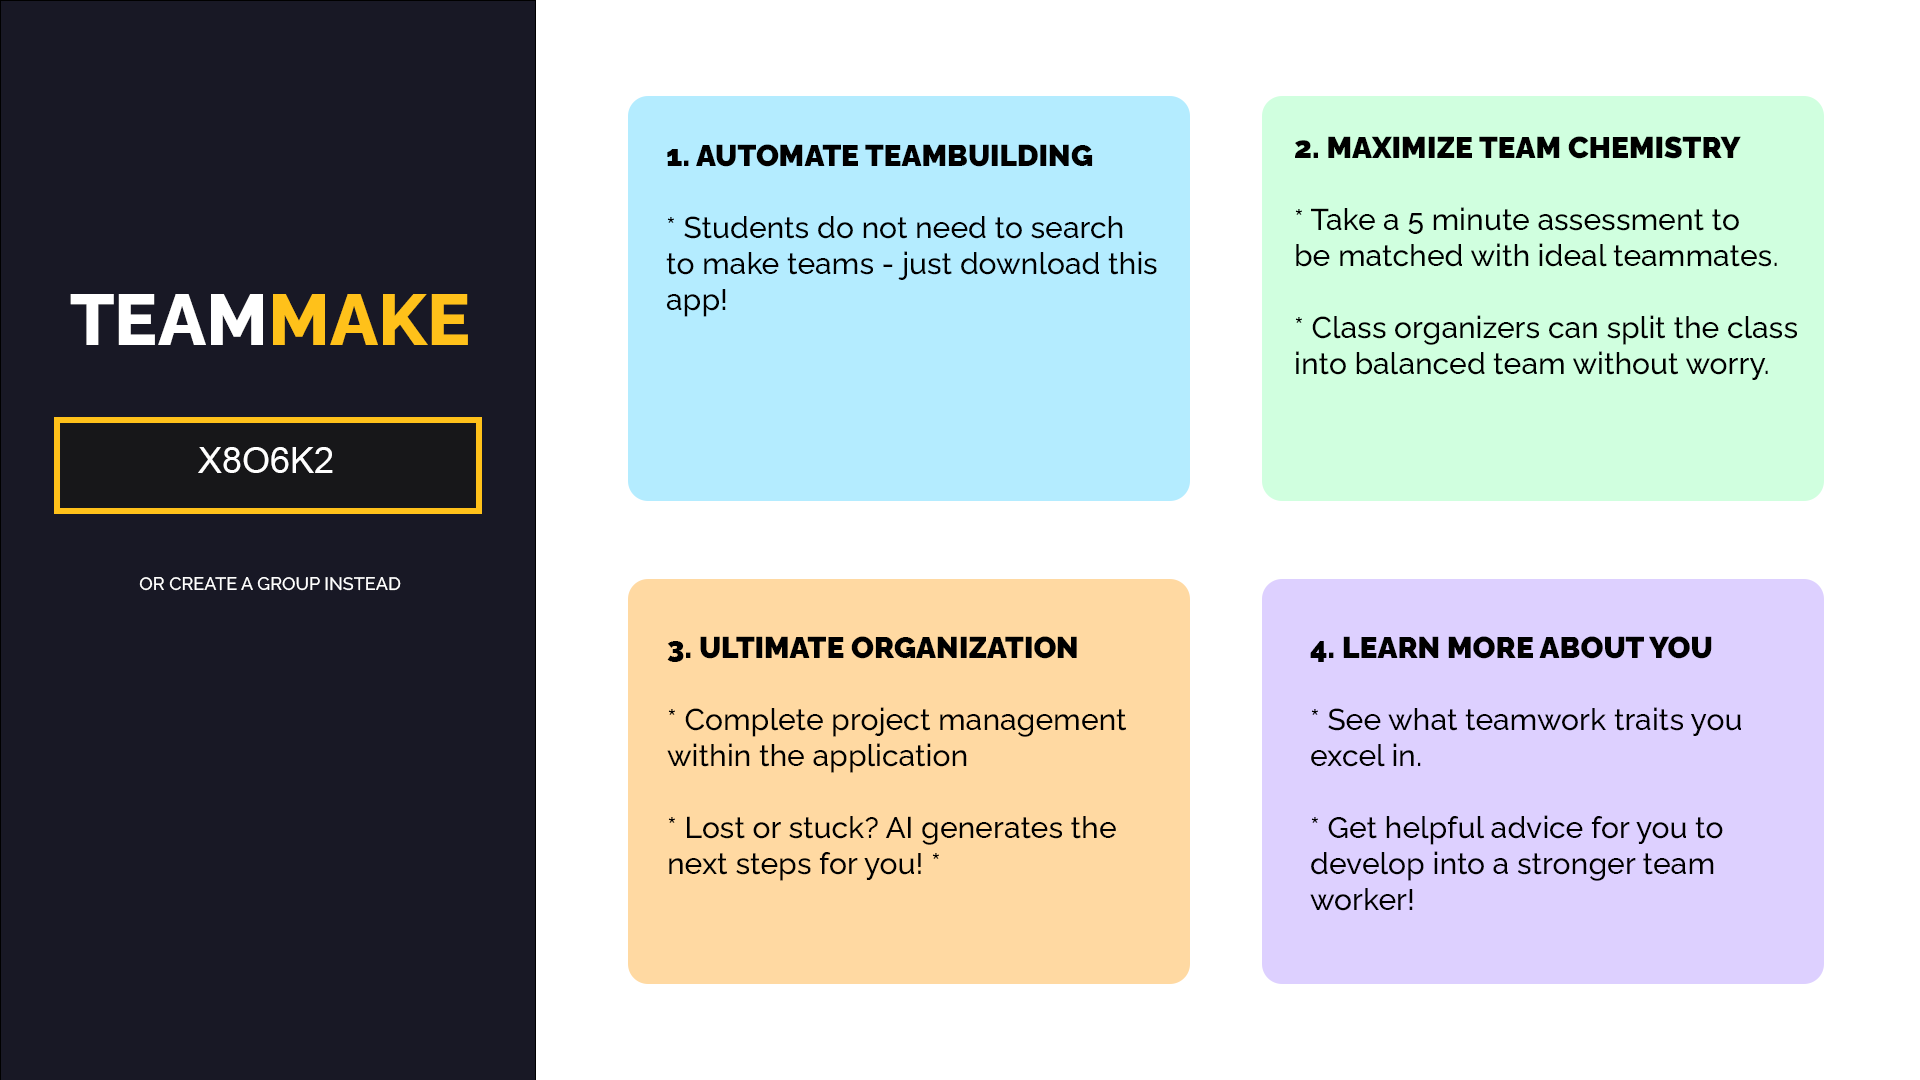 TEAMMAKE
X8O6K2
OR CREATE A GROUP INSTEAD
1. AUTOMATE TEAMBUILDING
* Students do not need to search
to make teams - just download this
app!
2. MAXIMIZE TEAM CHEMISTRY
* Take a 5 minute assessment to
be matched with ideal teammates.
* Class organizers can split the class
into balanced team without worry.
3. ULTIMATE ORGANIZATION
* Complete project management
within the application
* Lost or stuck? AI generates the
next steps for you! *
4. LEARN MORE ABOUT YOU
* See what teamwork traits you
excel in.
* Get helpful advice for you to
develop into a stronger team
worker!